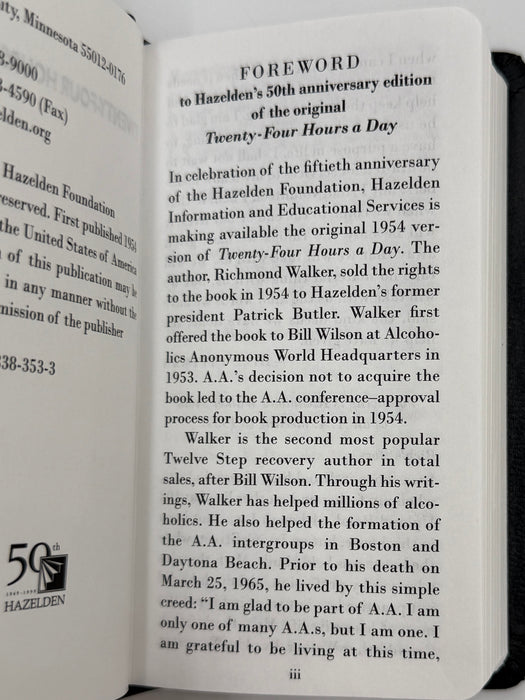 ity, Minnesota 55012-0176
-9000
-4590 (Fax)
lden.org
Hazelden Foundation
reserved. First published 1954
the United States of America
of this publication may be
in any manner without the
mission of the publisher
38-353-3
50th
1949-1999
HAZELDEN
FOREWORD
to Hazelden's 50th anniversary edition
of the original
Twenty-Four Hours a Day
In celebration of the fiftieth anniversary
of the Hazelden Foundation, Hazelden
Information and Educational Services is
making available the original 1954 ver-
sion of Twenty-Four Hours a Day. The
author, Richmond Walker, sold the rights
to the book in 1954 to Hazelden's former
president Patrick Butler. Walker first
offered the book to Bill Wilson at Alcoho-
lics Anonymous World Headquarters in
1953. A.A.'s decision not to acquire the
book led to the A.A. conference–approval
process for book production in 1954.
Walker is the second most popular
Twelve Step recovery author in total
sales, after Bill Wilson. Through his writ-
ings, Walker has helped millions of alco-
holics. He also helped the formation of
the A.A. intergroups in Boston and
Daytona Beach. Prior to his death on
March 25, 1965, he lived by this simple
creed: "I am glad to be part of A.A. I am
only one of many A.A.s, but I am one. I
am grateful to be living at this time,
iii